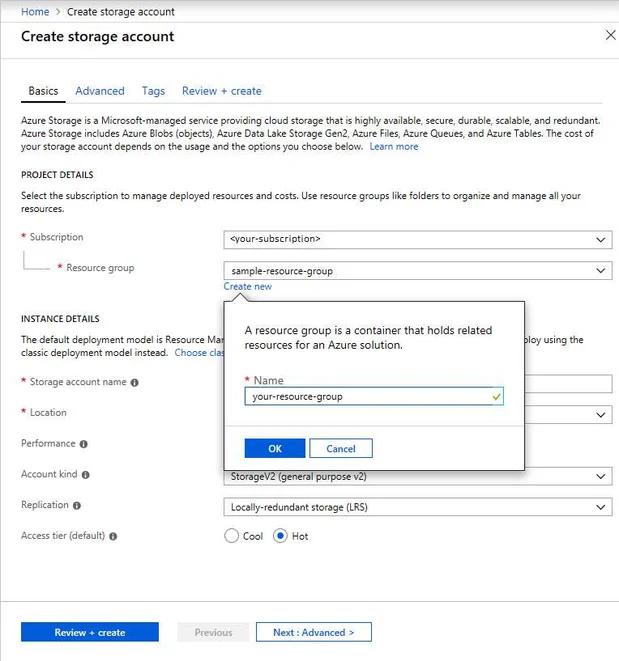 Home > Create storage account
Create storage account
Basics Advanced Tags Review + create
Azure Storage is a Microsoft-managed service providing cloud storage that is highly available, secure, durable, scalable, and redundant.
Azure Storage includes Azure Blobs (objects), Azure Data Lake Storage Gen2, Azure Files, Azure Queues, and Azure Tables. The cost of
your storage account depends on the usage and the options you choose below. Learn more
PROJECT DETAILS
Select the subscription to manage deployed resources and costs. Use resource groups like folders to organize and manage all your
resources.
* Subscription <your-subscription>
* Resource group sample-resource-group
Create new
A resource group is a container that holds related
resources for an Azure solution.
* Name
your-resource-group
OK Cancel
INSTANCE DETAILS
The default deployment model is Resource Ma ploy using the
classic deployment model instead. Choose clas
* Storage account name
* Location
Performance
Account kind StorageV2 (general purpose v2)
Replication Locally-redundant storage (LRS)
Access tier (default) Cool Hot
Review + create Previous Next : Advanced >